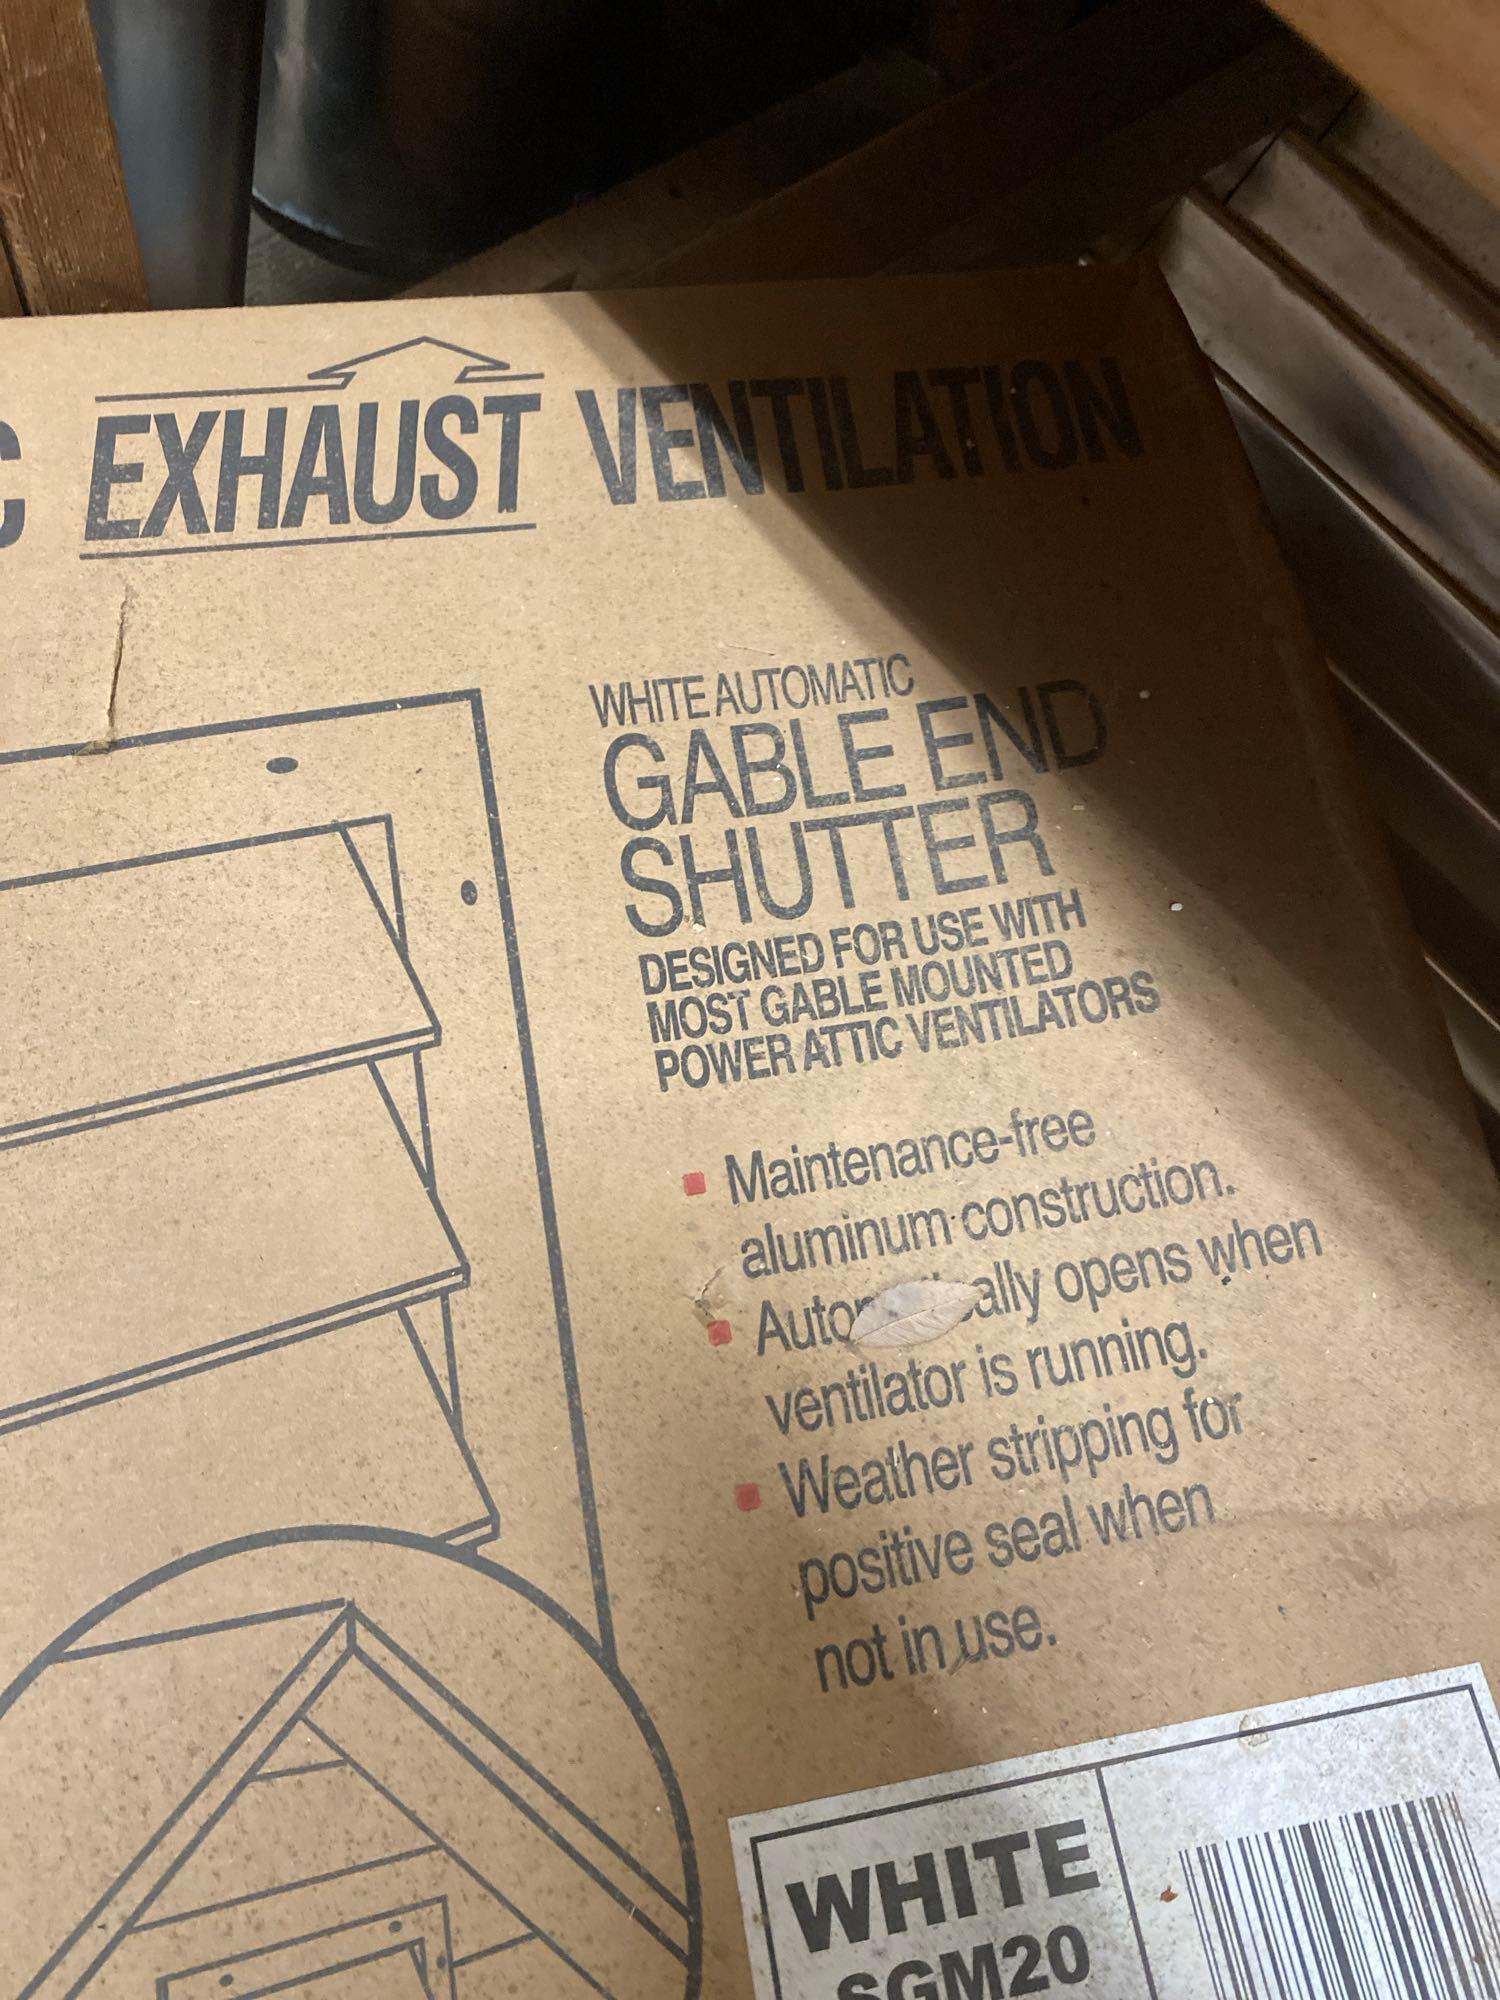 EXHAUST VENTILATION
WHITE AUTOMATIC
GABLE END
SHUTTER
DESIGNED FOR USE WITH
MOST GABLE MOUNTED
POWER ATTIC VENTILATORS
Maintenance-free
aluminum construction.
opens when
ventilator is running.
Weather stripping for
positive seal when
not in use.
WHITE
SGM20